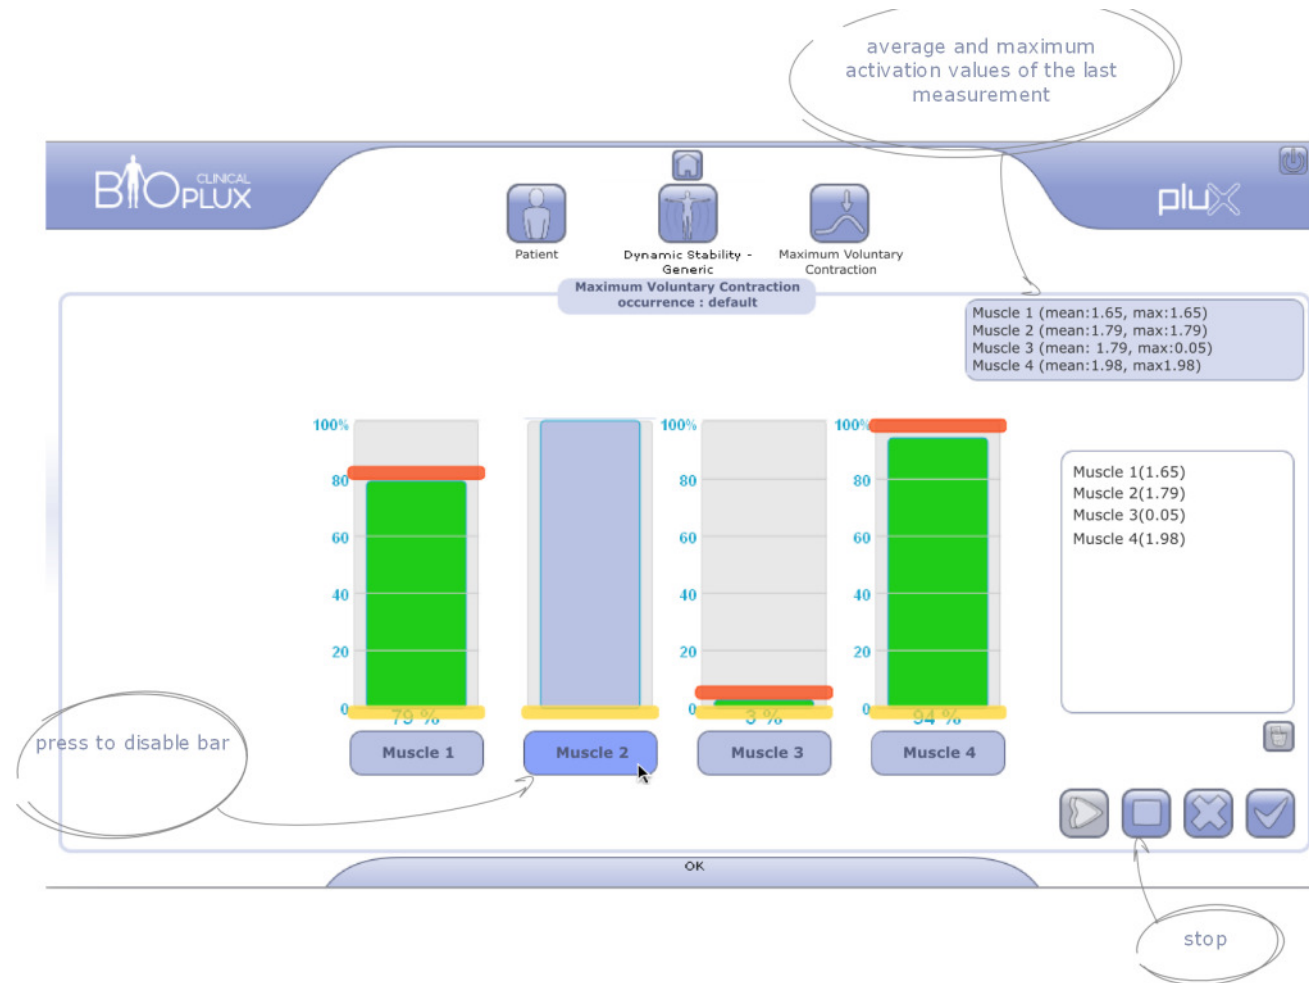 average and maximum
activation values of the last
measurement
BIOPLUX CLINICAL
plux
Patient
Dynamic Stability -
Generic
Maximum Voluntary
Contraction
Maximum Voluntary Contraction
occurrence : default
Muscle 1 (mean:1.65, max:1.65)
Muscle 2 (mean:1.79, max:1.79)
Muscle 3 (mean: 1.79, max:0.05)
Muscle 4 (mean:1.98, max1.98)
100%
80
60
40
20
0
79 %
100%
80
60
40
20
0
3 %
100%
80
60
40
20
0
94 %
Muscle 1(1.65)
Muscle 2(1.79)
Muscle 3(0.05)
Muscle 4(1.98)
press to disable bar
Muscle 1
Muscle 2
Muscle 3
Muscle 4
OK
stop